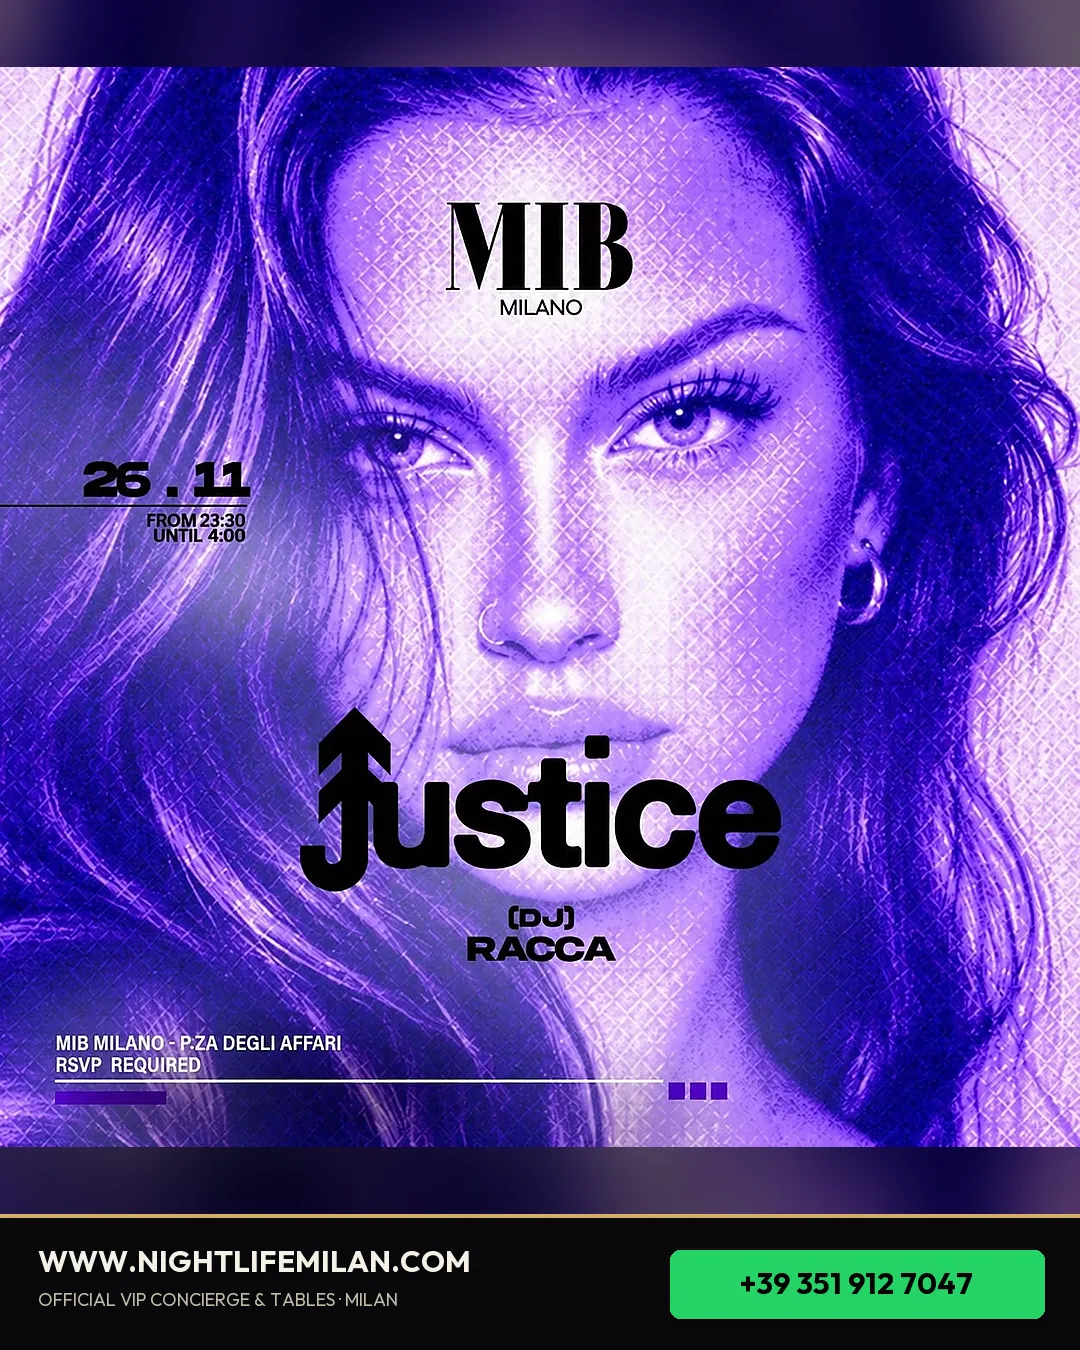 MIB
MILANO
26 . 11
FROM 23:30
UNTIL 4:00
Justice
(DJ)
RACCA
MIB MILANO - P.ZA DEGLI AFFARI
RSVP REQUIRED
WWW.NIGHTLIFEMILAN.COM
OFFICIAL VIP CONCIERGE & TABLES · MILAN
+39 351 912 7047